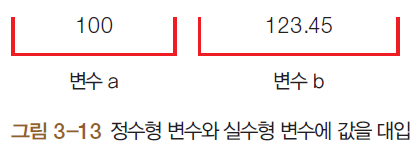 100 123.45
변수 a 변수 b
그림 3-13 정수형 변수와 실수형 변수에 값을 대입